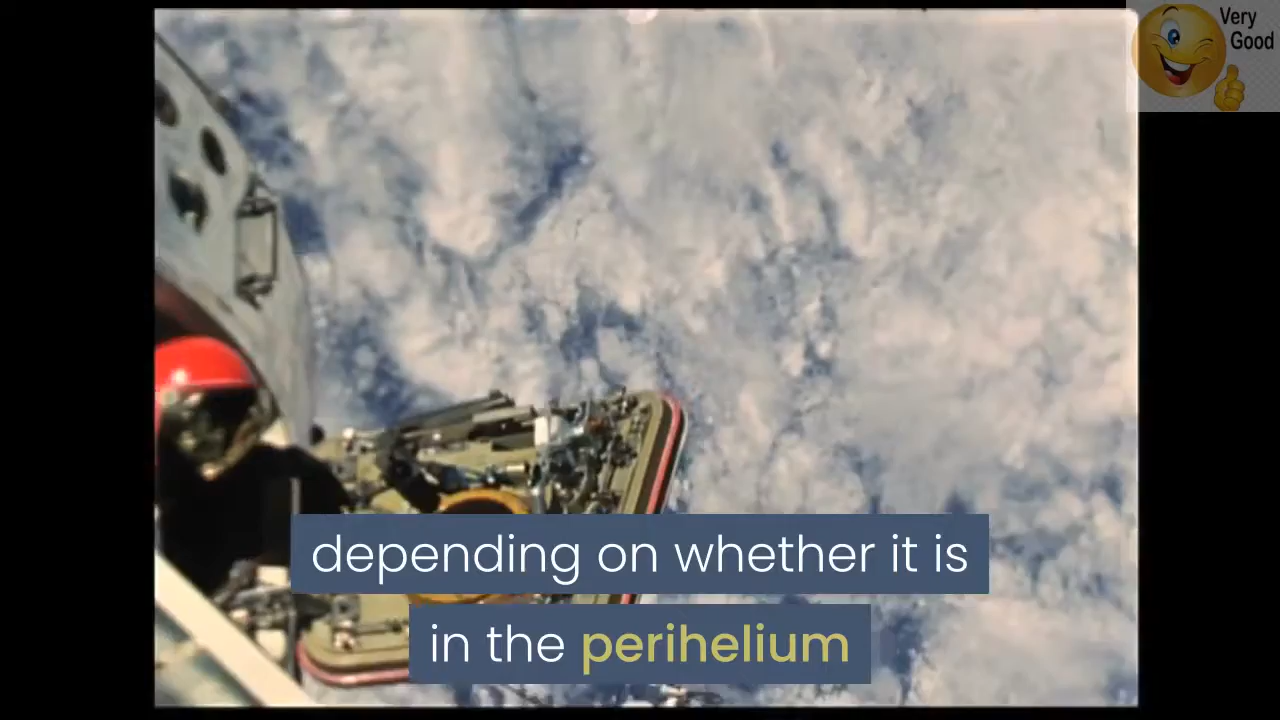 Very
Good
depending on whether it is
in the perihelium